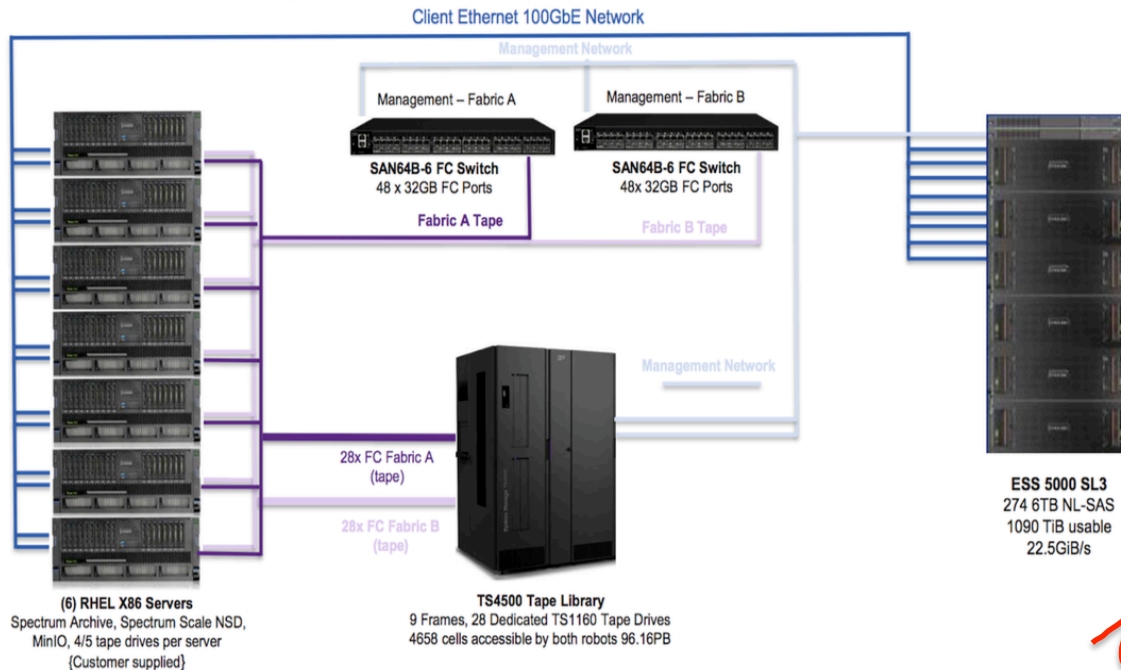 Client Ethernet 100GbE Network
Management Network
Management – Fabric A
Management – Fabric B
SAN64B-6 FC Switch
48 x 32GB FC Ports
SAN64B-6 FC Switch
48x 32GB FC Ports
Fabric A Tape
Fabric B Tape
Management Network
28x FC Fabric A
(tape)
28x FC Fabric B
(tape)
(6) RHEL X86 Servers
Spectrum Archive, Spectrum Scale NSD,
MinIO, 4/5 tape drives per server
{Customer supplied}
TS4500 Tape Library
9 Frames, 28 Dedicated TS1160 Tape Drives
4658 cells accessible by both robots 96.16PB
ESS 5000 SL3
274 6TB NL-SAS
1090 TiB usable
22.5GiB/s